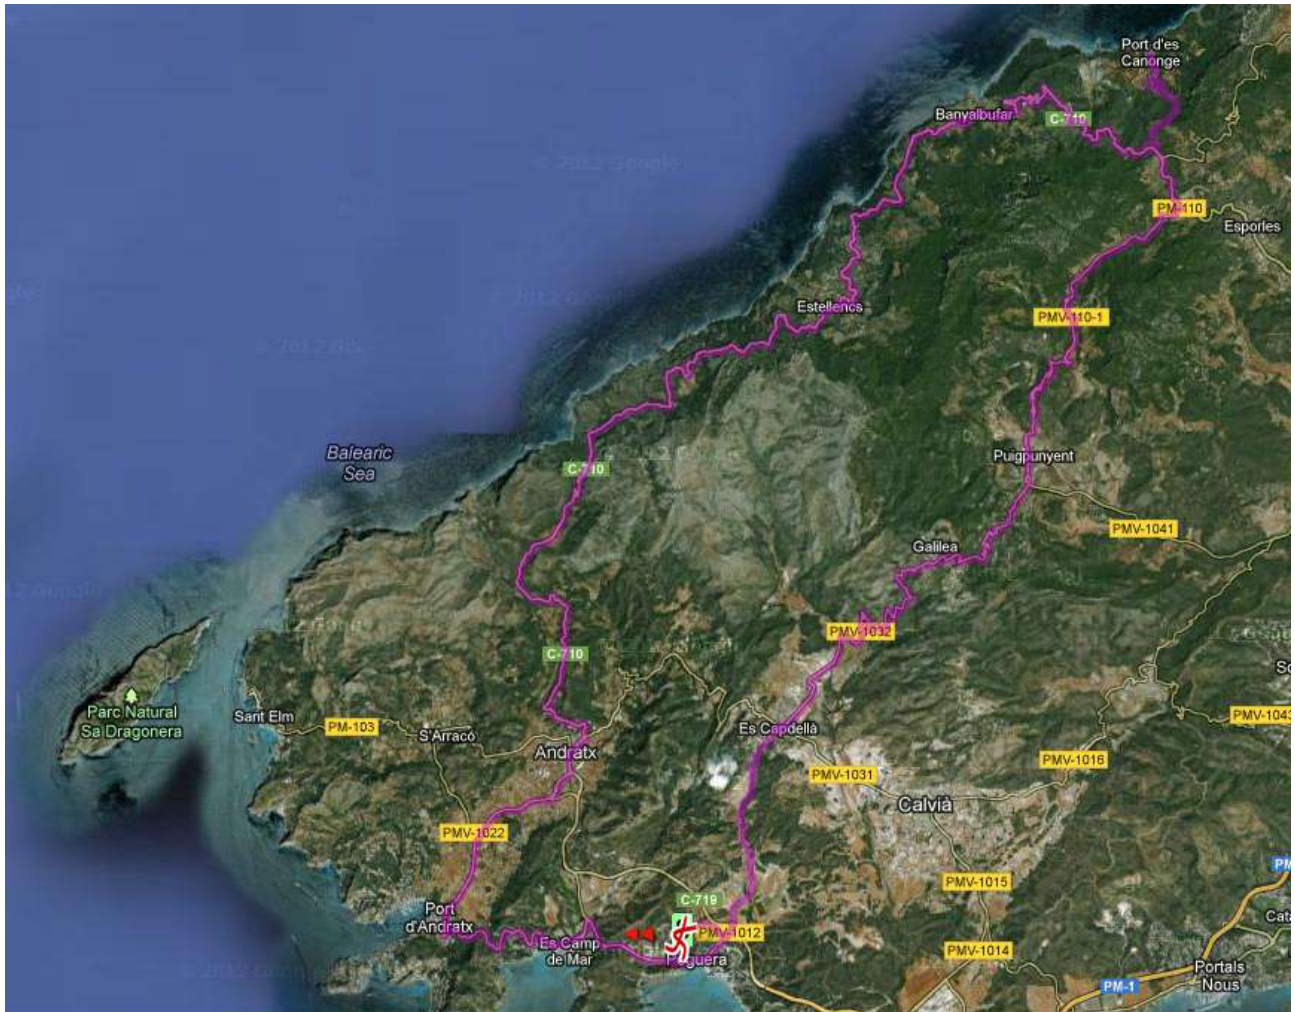 Port d'es
Canonge
Banyalbufar
C-710
PM-110
Esporles
© 2012 Google
Estellencs
PMV-110-1
Balearic
Sea
C-710
Puigpunyent
PMV-1041
Galilea
PMV-1032
C-710
Parc Natural
Sa Dragonera
Sant Elm
PM-103
S'Arracó
Andratx
Es Capdellà
PMV-1043
PMV-1031
PMV-1016
Calvià
PMV-1022
PMV-1015
C-719
Port
d'Andratx
PMV-1012
Es Camp
de Mar
Peguera
PMV-1014
Portals
Nous
PM-1